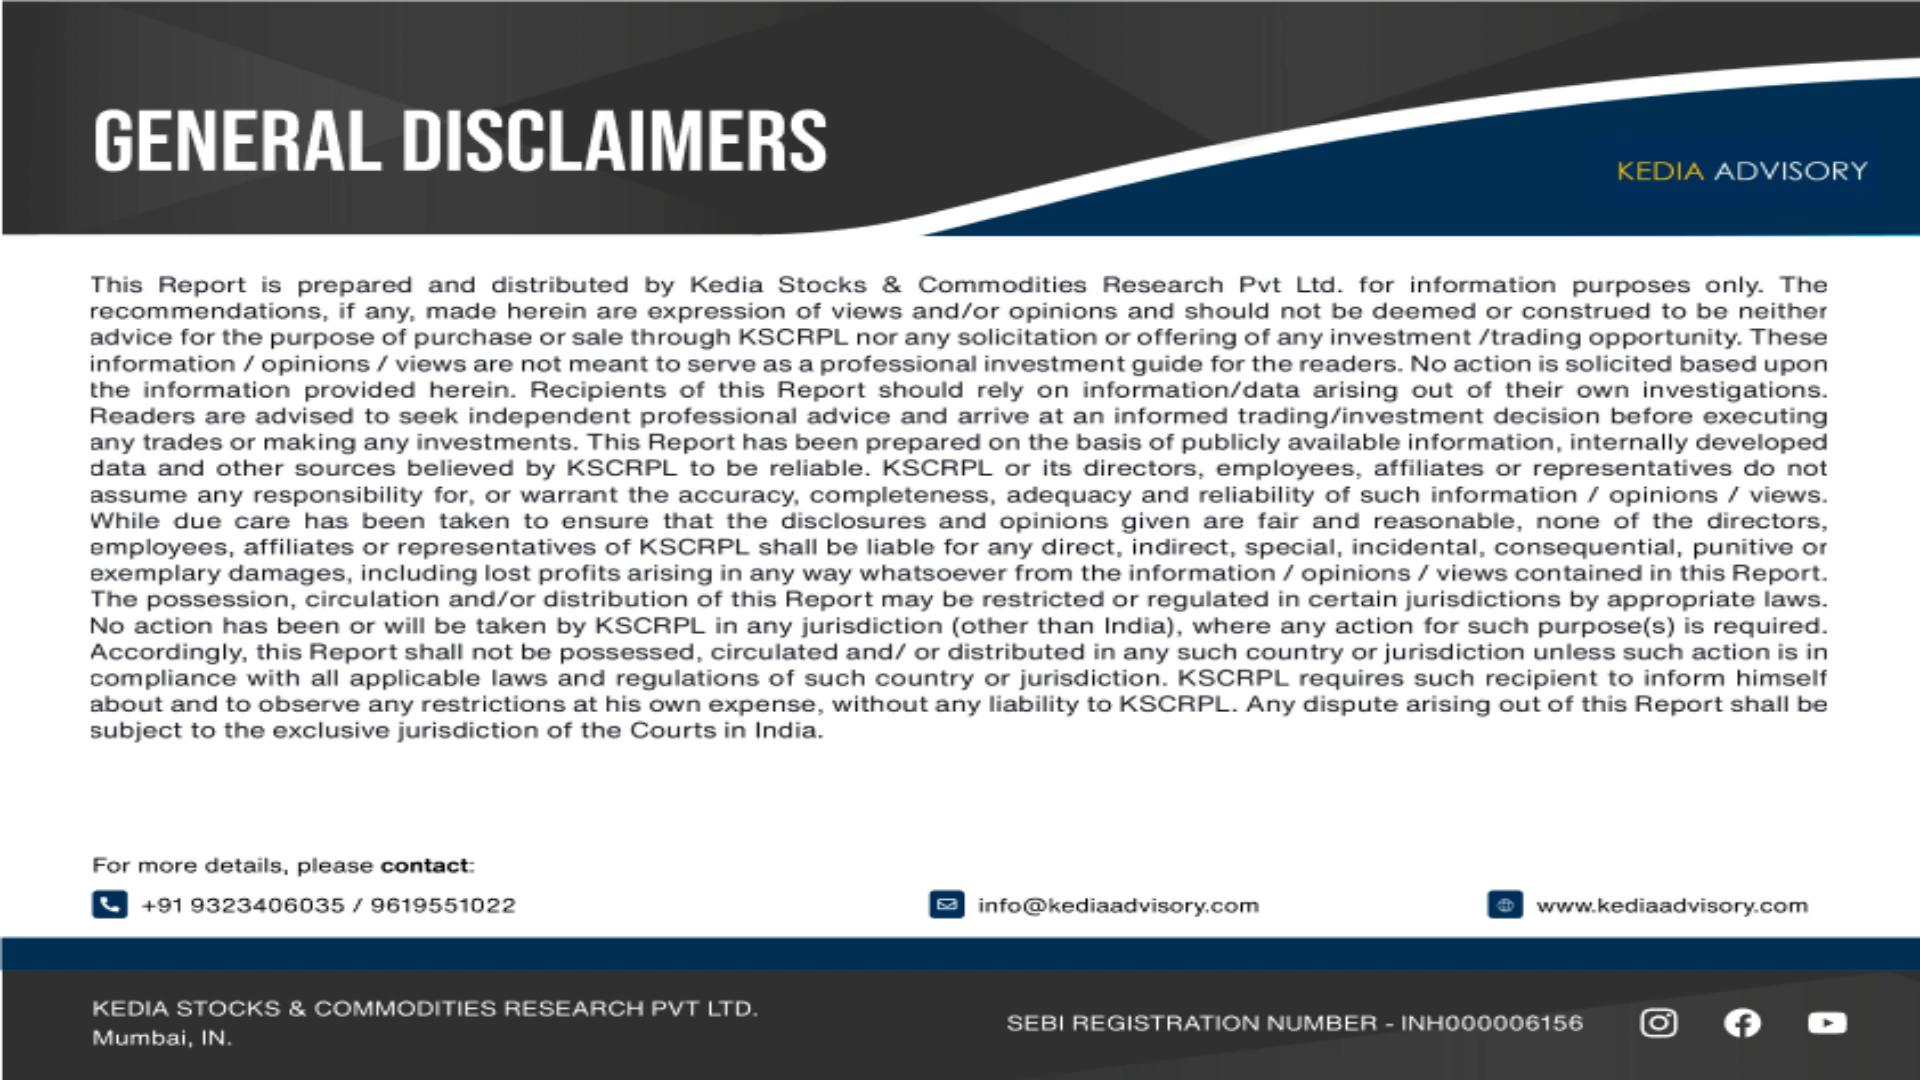 GENERAL DISCLAIMERS
KEDIA ADVISORY
This Report is prepared and distributed by Kedia Stocks & Commodities Research Pvt Ltd. for information purposes only. The
recommendations, if any, made herein are expression of views and/or opinions and should not be deemed or construed to be neither
advice for the purpose of purchase or sale through KSCRPL nor any solicitation or offering of any investment /trading opportunity. These
information / opinions / views are not meant to serve as a professional investment guide for the readers. No action is solicited based upon
the information provided herein. Recipients of this Report should rely on information/data arising out of their own investigations.
Readers are advised to seek independent professional advice and arrive at an informed trading/investment decision before executing
any trades or making any investments. This Report has been prepared on the basis of publicly available information, internally developed
data and other sources believed by KSCRPL to be reliable. KSCRPL or its directors, employees, affiliates or representatives do not
assume any responsibility for, or warrant the accuracy, completeness, adequacy and reliability of such information / opinions / views.
While due care has been taken to ensure that the disclosures and opinions given are fair and reasonable, none of the directors,
employees, affiliates or representatives of KSCRPL shall be liable for any direct, indirect, special, incidental, consequential, punitive or
exemplary damages, including lost profits arising in any way whatsoever from the information / opinions / views contained in this Report.
The possession, circulation and/or distribution of this Report may be restricted or regulated in certain jurisdictions by appropriate laws.
No action has been or will be taken by KSCRPL in any jurisdiction (other than India), where any action for such purpose(s) is required.
Accordingly, this Report shall not be possessed, circulated and/ or distributed in any such country or jurisdiction unless such action is in
compliance with all applicable laws and regulations of such country or jurisdiction. KSCRPL requires such recipient to inform himself
about and to observe any restrictions at his own expense, without any liability to KSCRPL. Any dispute arising out of this Report shall be
subject to the exclusive jurisdiction of the Courts in India.
For more details, please contact:
+91 9323406035 / 9619551022
info@kediaadvisory.com
www.kediaadvisory.com
KEDIA STOCKS & COMMODITIES RESEARCH PVT LTD.
Mumbai, IN.
SEBI REGISTRATION NUMBER - INH000006156